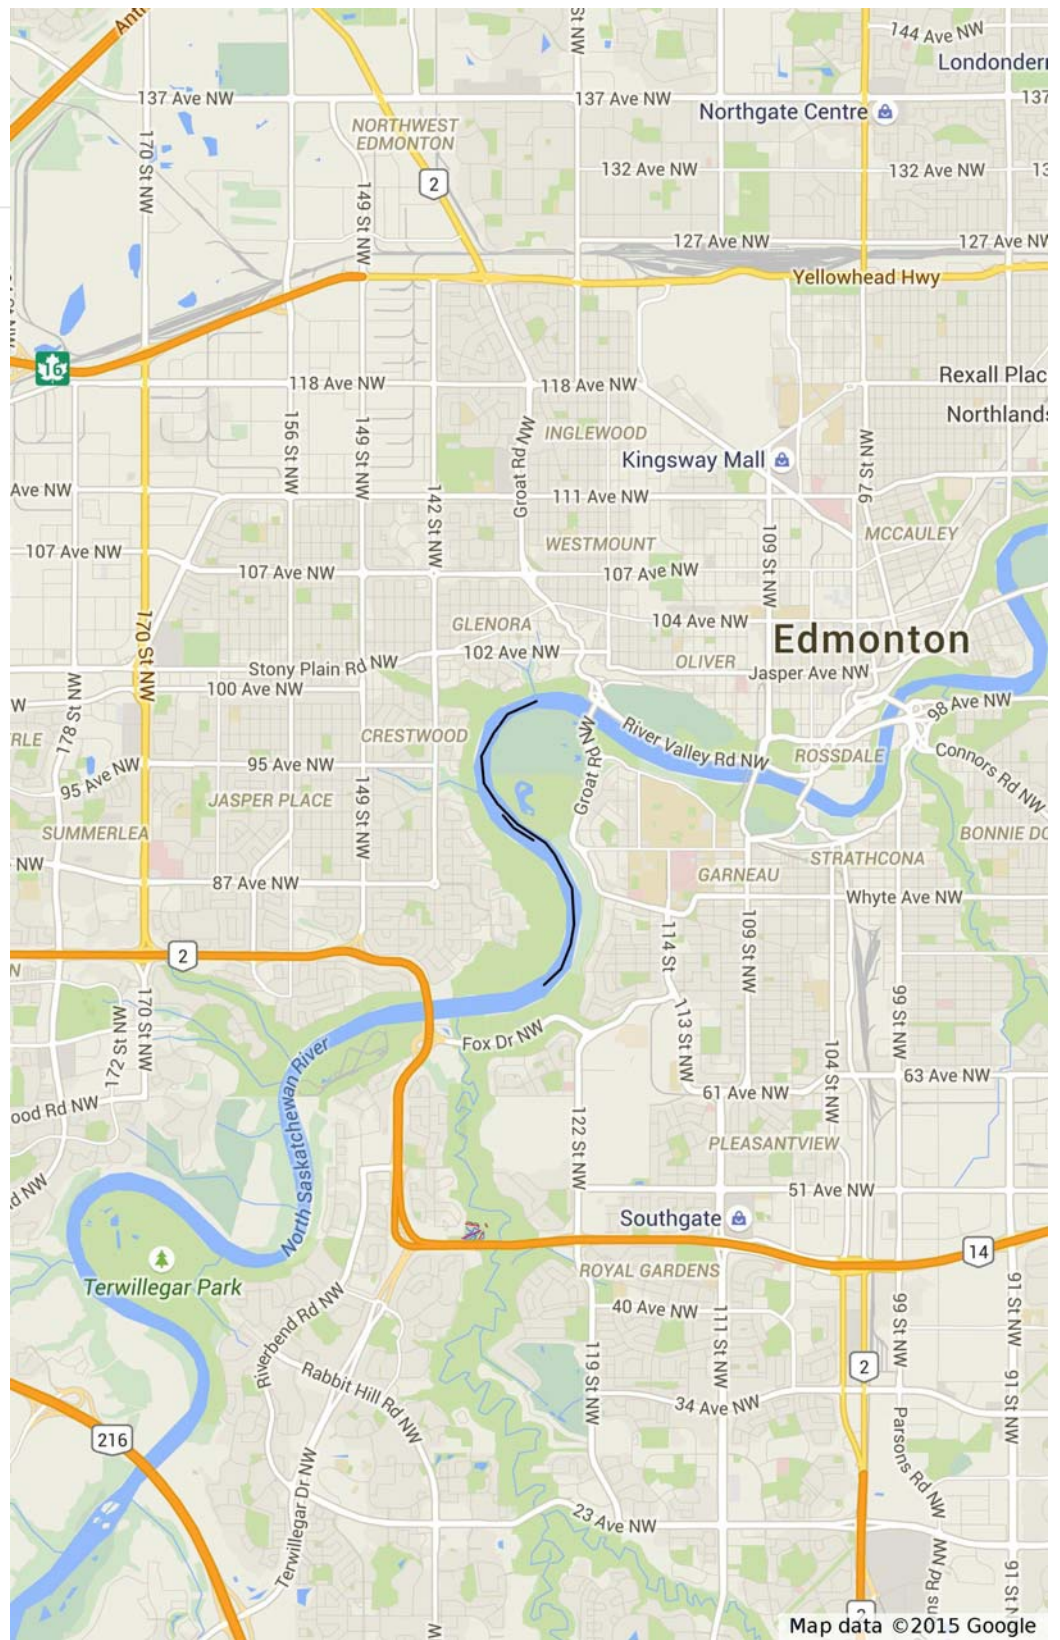 144 Ave NW
Londonderr
137 Ave NW
137 Ave NW
137
Northgate Centre
170 St NW
NORTHWEST
EDMONTON
132 Ave NW
132 Ave NW
2
149 St NW
127 Ave NW
127 Ave NW
Yellowhead Hwy
16
118 Ave NW
118 Ave NW
Rexall Plac
Northlands
156 St NW
149 St NW
Groat Rd NW
INGLEWOOD
Kingsway Mall
97 St NW
Ave NW
142 St NW
111 Ave NW
109 St NW
MCCAULEY
107 Ave NW
107 Ave NW
WESTMOUNT
107 Ave NW
170 St NW
GLENORA
104 Ave NW
Edmonton
Stony Plain Rd NW
102 Ave NW
OLIVER
Jasper Ave NW
100 Ave NW
178 St NW
98 Ave NW
CRESTWOOD
River Valley Rd NW
Groat Rd NW
ROSSDALE
Connors Rd NW
95 Ave NW
95 Ave NW
149 St NW
JASPER PLACE
SUMMERLEA
BONNIE DO
NW
87 Ave NW
STRATHCONA
GARNEAU
Whyte Ave NW
114 St
109 St NW
2
170 St NW
172 St NW
113 St NW
99 St NW
Fox Dr NW
104 St NW
North Saskatchewan River
63 Ave NW
61 Ave NW
ood Rd NW
122 St NW
PLEASANTVIEW
d NW
51 Ave NW
Southgate
14
Terwillegar Park
ROYAL GARDENS
40 Ave NW
111 St NW
99 St NW
91 St NW
Riverbend Rd NW
119 St NW
2
Rabbit Hill Rd NW
34 Ave NW
91 St NW
216
Parsons Rd NW
Terwillegar Dr NW
23 Ave NW
ns Rd NW
91 St N
W
2
Map data ©2015 Google